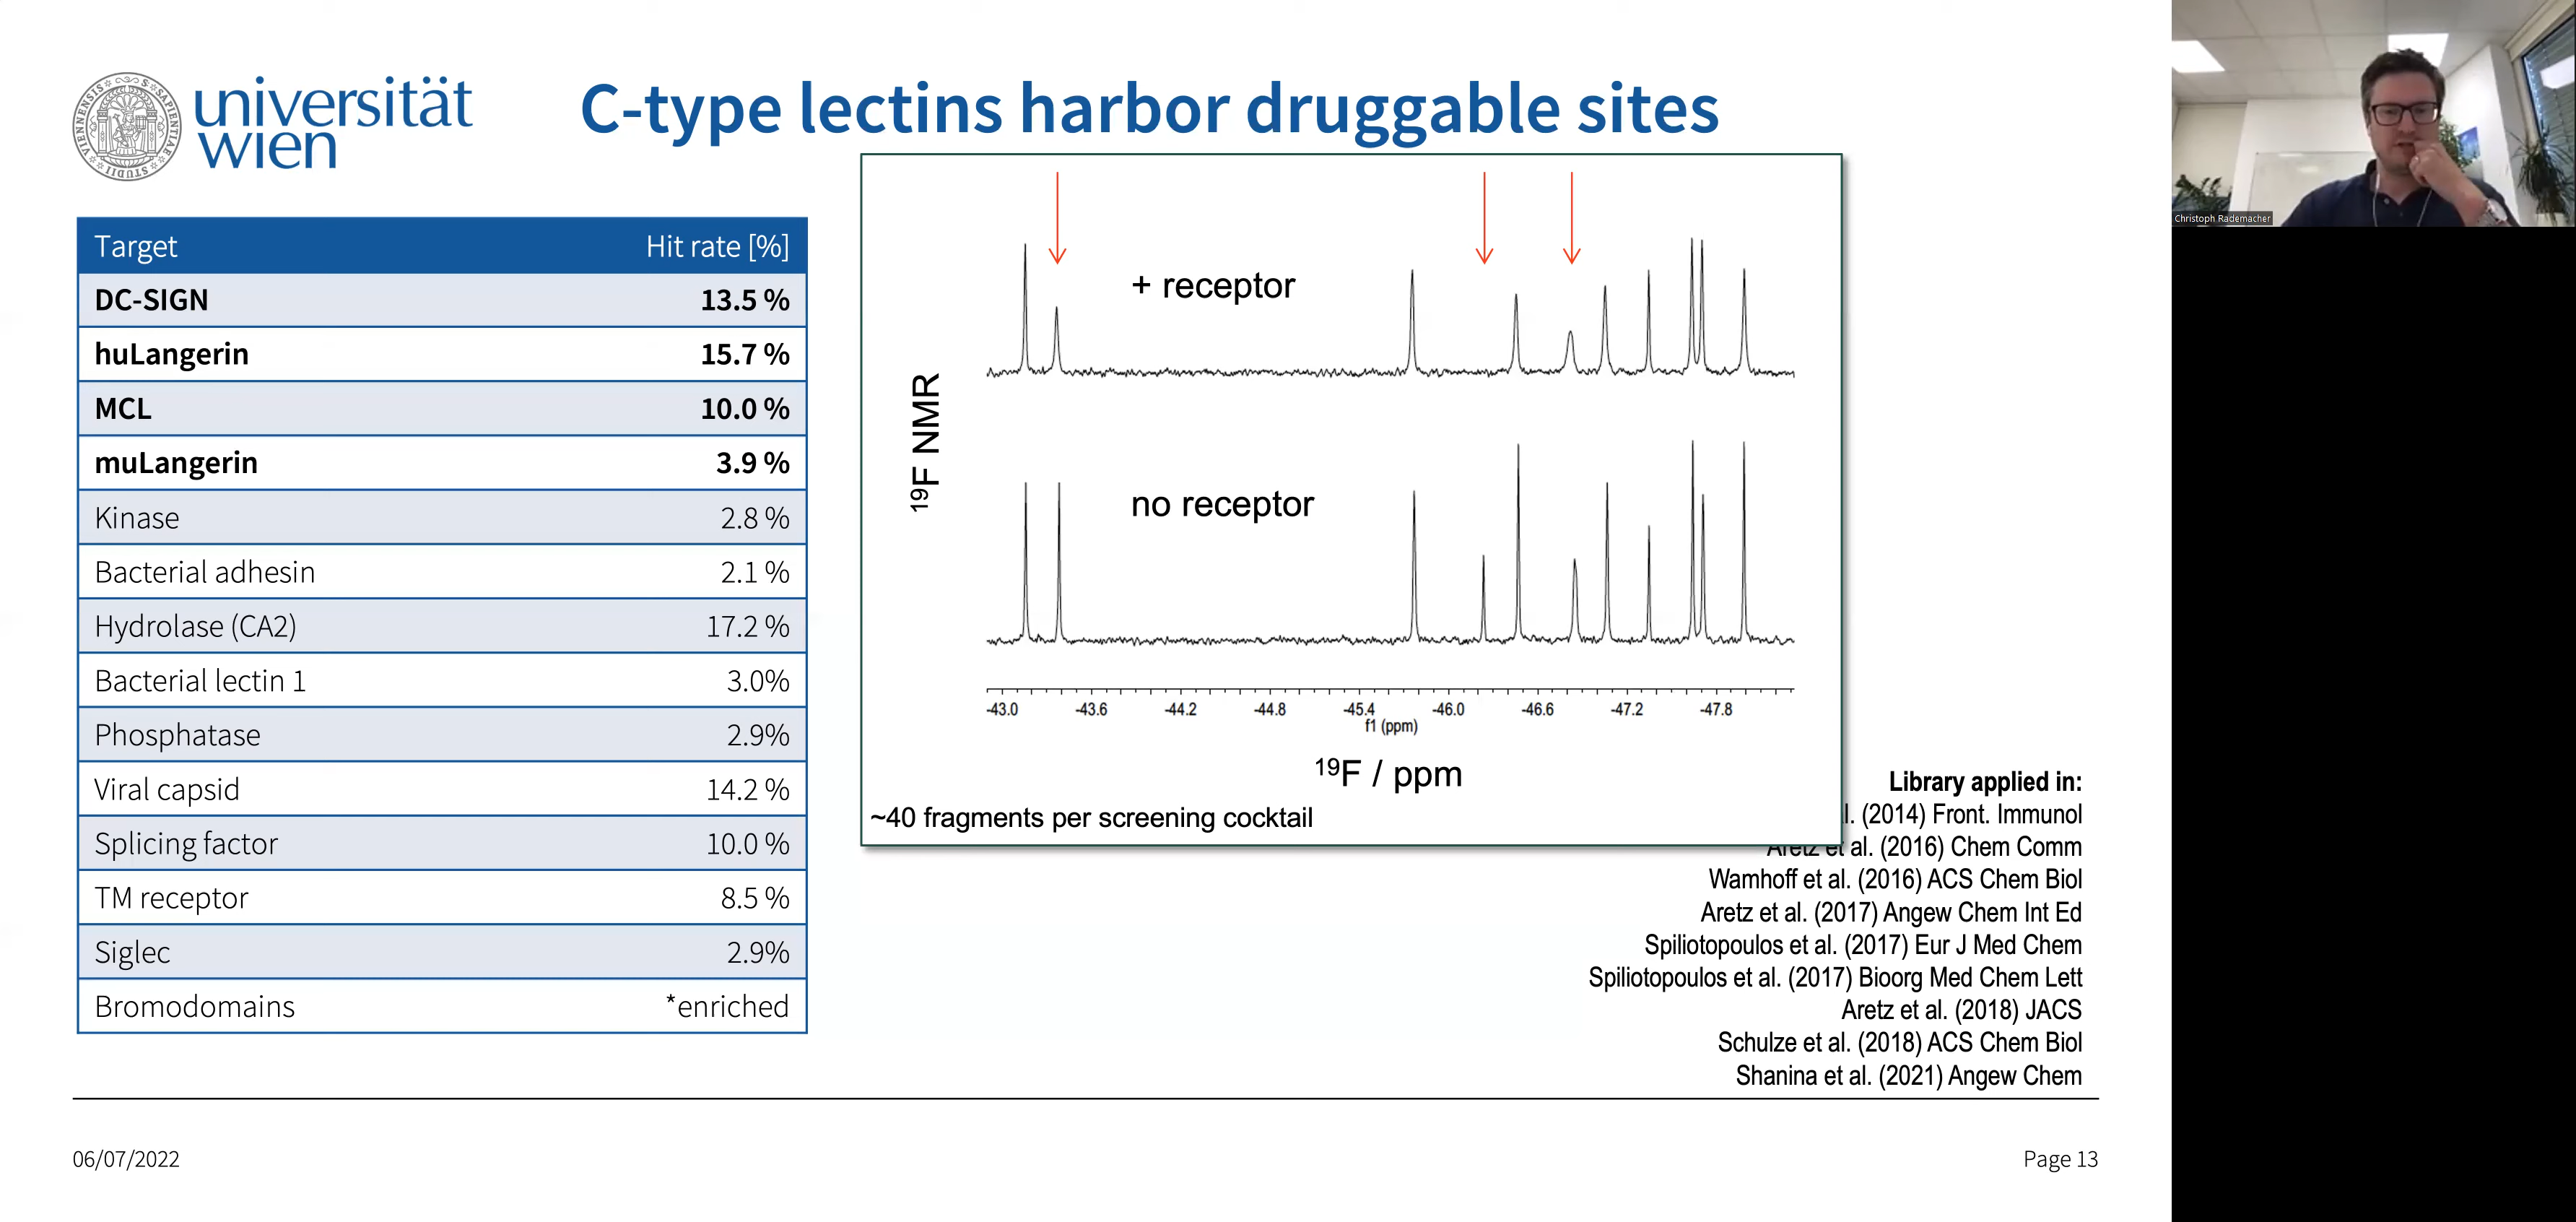 universität
wien
C-type lectins harbor druggable sites
Christoph Rademacher
Target Hit rate [%]
DC-SIGN 13.5 %
huLangerin 15.7 %
MCL 10.0 %
muLangerin 3.9 %
Kinase 2.8 %
Bacterial adhesin 2.1 %
Hydrolase (CA2) 17.2 %
Bacterial lectin 1 3.0%
Phosphatase 2.9%
Viral capsid 14.2 %
Splicing factor 10.0 %
TM receptor 8.5 %
Siglec 2.9%
Bromodomains *enriched
+ receptor
¹⁹F NMR
no receptor
-43.0 -43.6 -44.2 -44.8 -45.4 -46.0 -46.6 -47.2 -47.8
f1 (ppm)
¹⁹F / ppm
~40 fragments per screening cocktail
Library applied in:
l. (2014) Front. Immunol
Aretz et al. (2016) Chem Comm
Wamhoff et al. (2016) ACS Chem Biol
Aretz et al. (2017) Angew Chem Int Ed
Spiliotopoulos et al. (2017) Eur J Med Chem
Spiliotopoulos et al. (2017) Bioorg Med Chem Lett
Aretz et al. (2018) JACS
Schulze et al. (2018) ACS Chem Biol
Shanina et al. (2021) Angew Chem
06/07/2022
Page 13